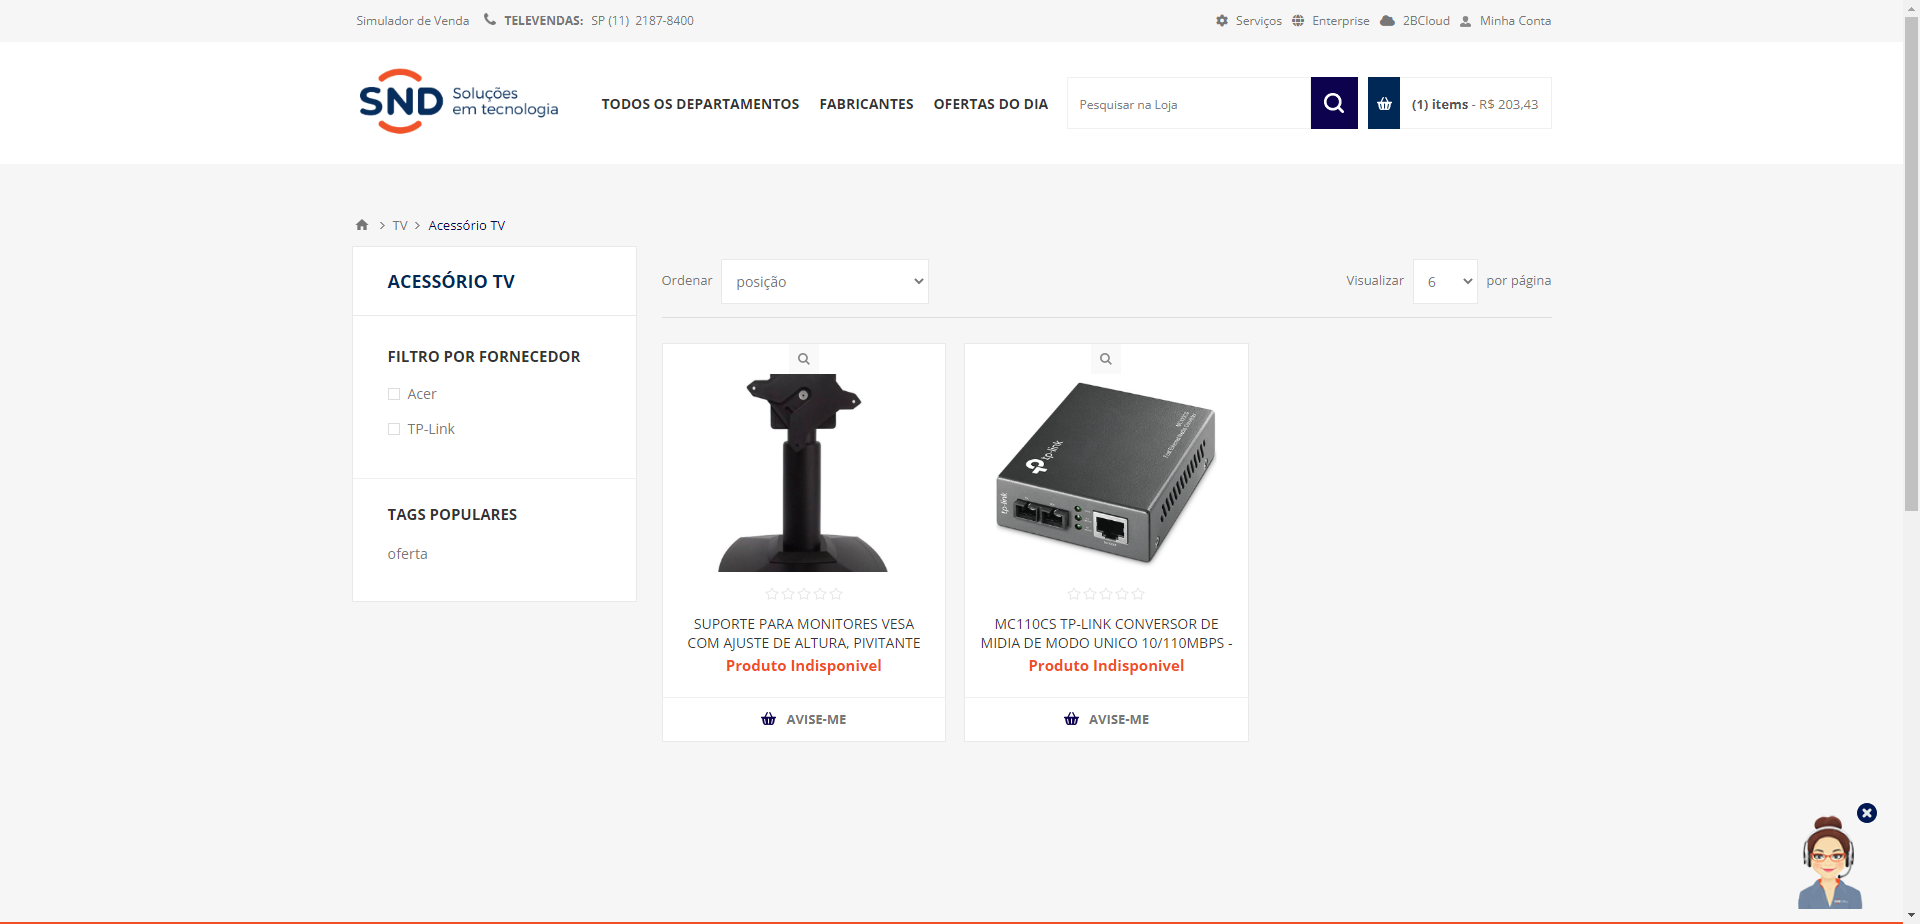 Simulador de Venda TELEVENDAS: SP (11) 2187-8400 Serviços Enterprise 2BCloud Minha Conta
SND Soluções em tecnologia
TODOS OS DEPARTAMENTOS FABRICANTES OFERTAS DO DIA Pesquisar na Loja (1) items - R$ 203,43
TV Acessório TV
ACESSÓRIO TV
FILTRO POR FORNECEDOR
Acer
TP-Link
TAGS POPULARES
oferta
Ordenar posição Visualizar 6 por página
SUPORTE PARA MONITORES VESA
COM AJUSTE DE ALTURA, PIVITANTE
Produto Indisponivel
AVISE-ME
tp-link
tp-link
MC110CS TP-LINK CONVERSOR DE
MIDIA DE MODO UNICO 10/110MBPS -
Produto Indisponivel
AVISE-ME